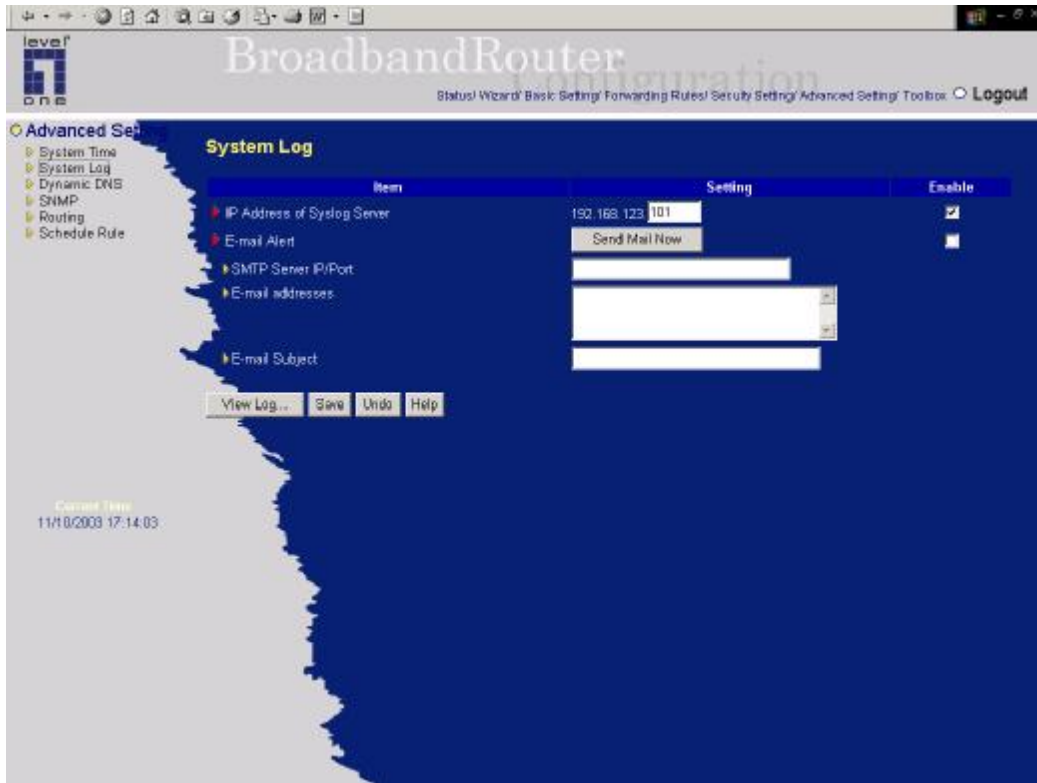 level
one
BroadbandRouter
Configuration
Status/ Wizard/ Basic Setting/ Forwarding Rules/ Secuity Setting/ Advanced Setting/ Toolbox Logout
Advanced Setting
System Time
System Log
Dynamic DNS
SNMP
Routing
Schedule Rule
System Log
Item Setting Enable
IP Address of Syslog Server 192.168.123. 101
E-mail Alert Send Mail Now
SMTP Server IP/Port
E-mail addresses
E-mail Subject
View Log... Save Undo Help
Current Time
11/10/2003 17:14:03